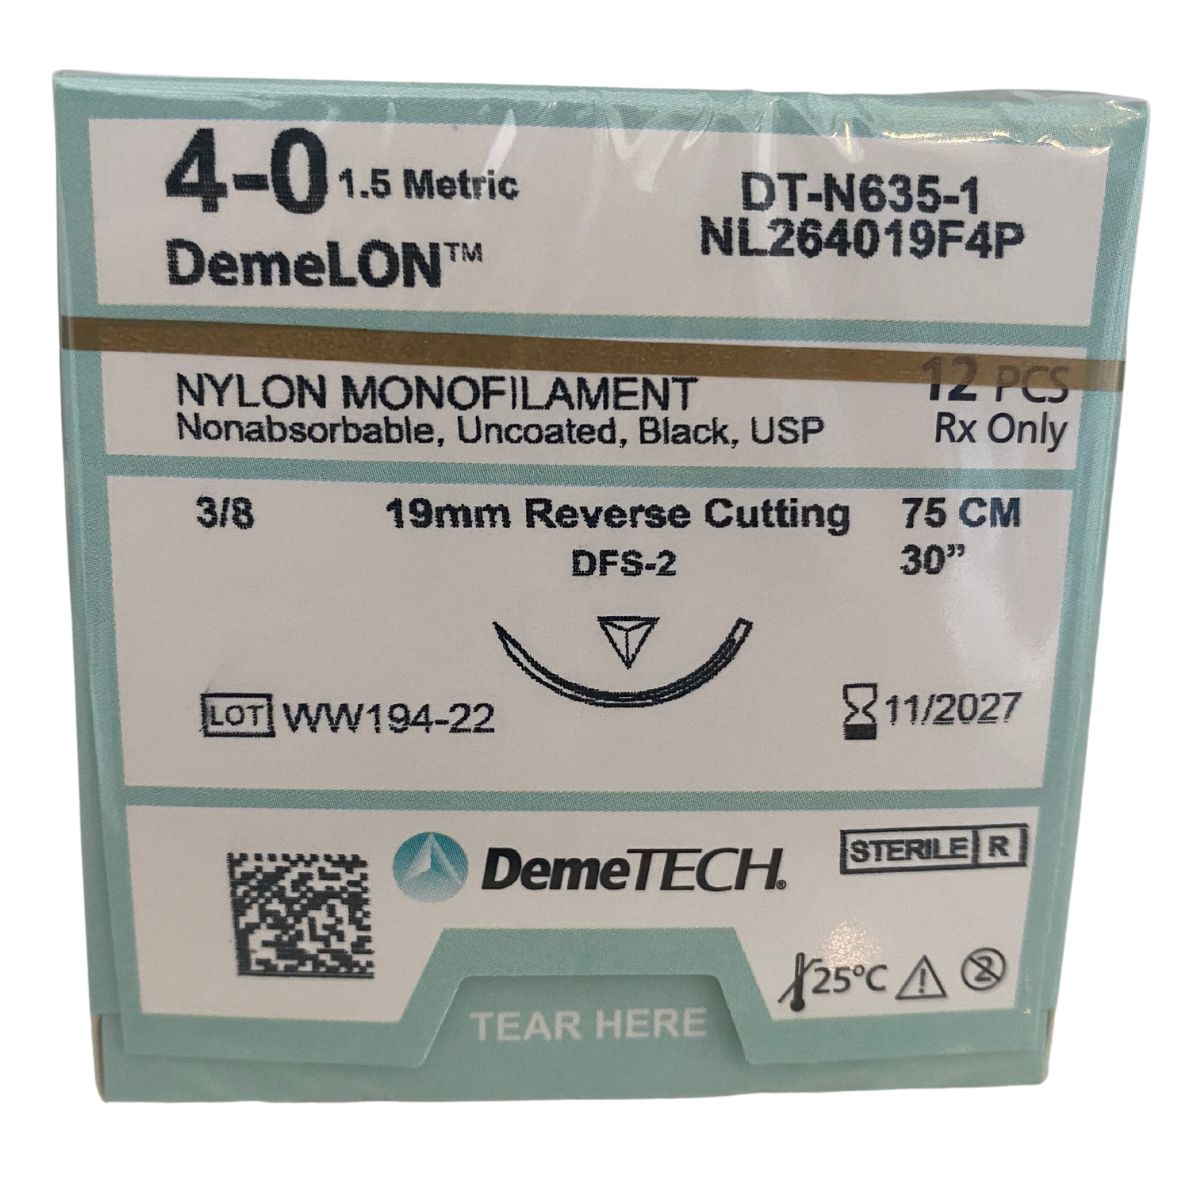 4-0 1.5 Metric
DemeLON™
DT-N635-1
NL264019F4P
NYLON MONOFILAMENT
Nonabsorbable, Uncoated, Black, USP
12 PCS
Rx Only
3/8
19mm Reverse Cutting
DFS-2
75 CM
30”
LOT WW194-22
11/2027
DemeTECH®
STERILE R
25°C
2
TEAR HERE